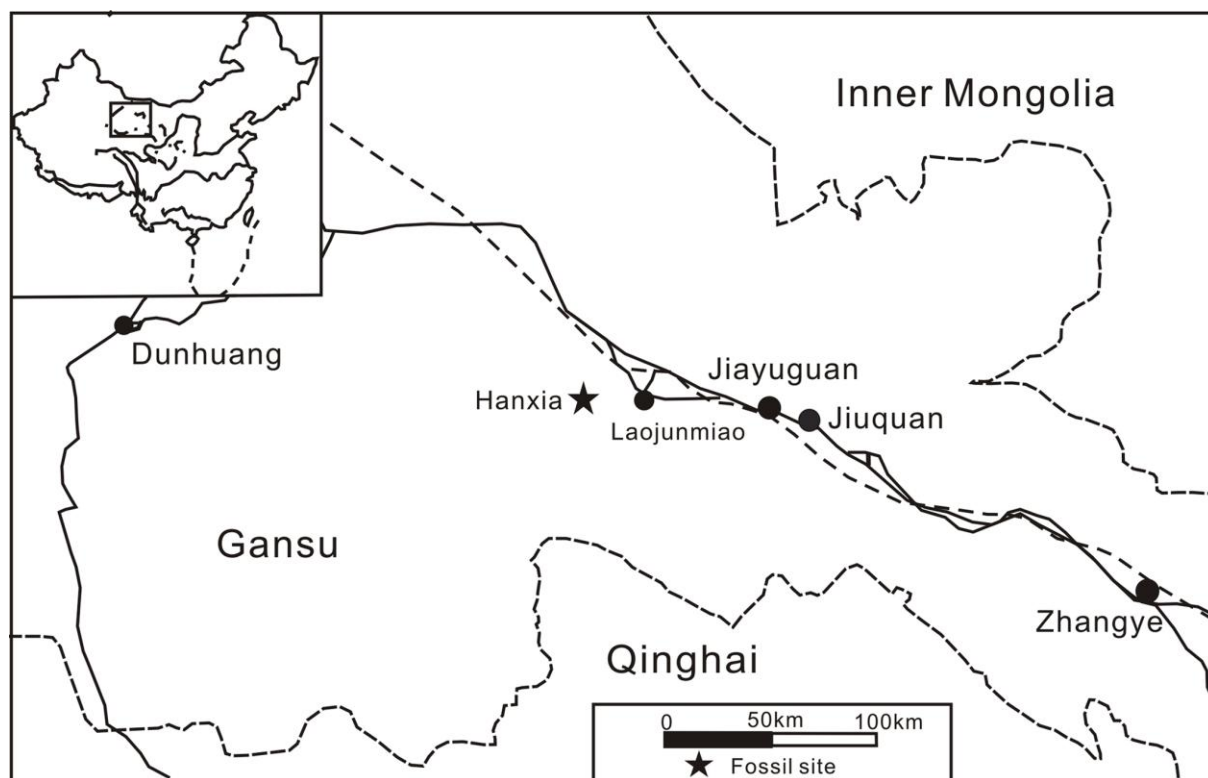 Inner Mongolia
Dunhuang
Jiayuguan
Hanxia
Laojunmiao
Jiuquan
Gansu
Zhangye
Qinghai
0 50km 100km
Fossil site